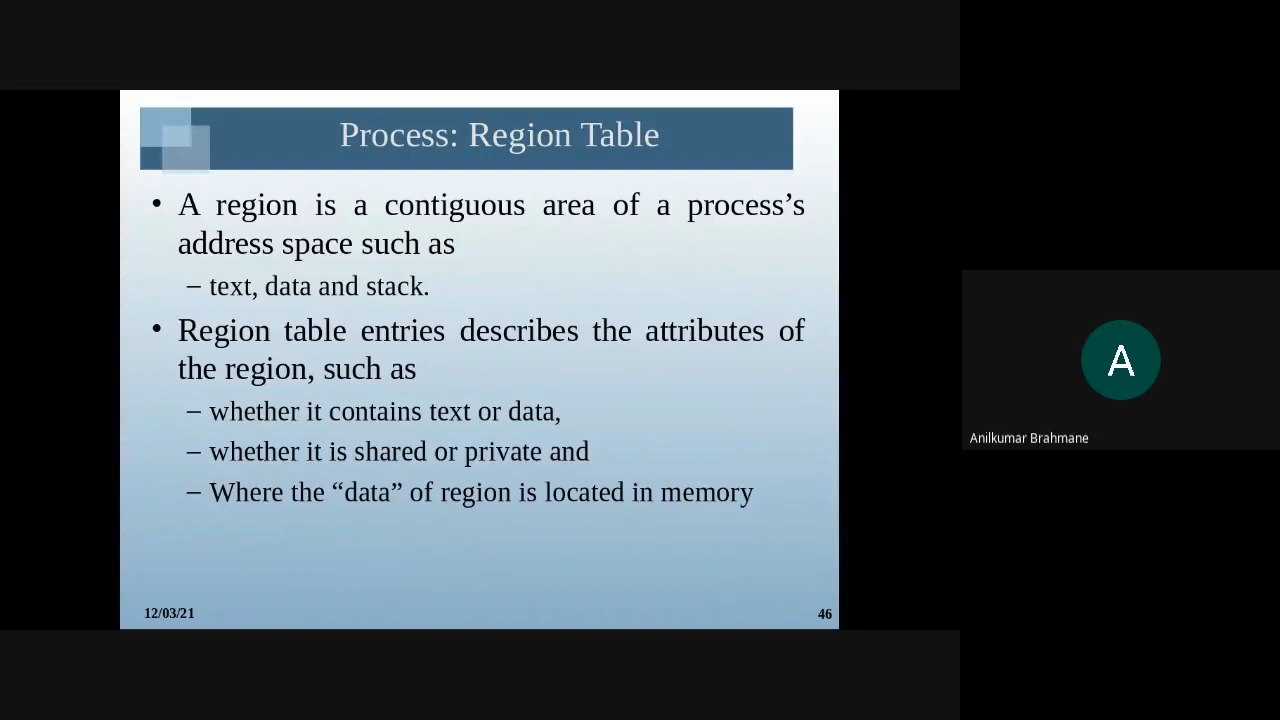 Process: Region Table
• A region is a contiguous area of a process’s
address space such as
– text, data and stack.
• Region table entries describes the attributes of
the region, such as
– whether it contains text or data,
– whether it is shared or private and
– Where the “data” of region is located in memory
12/03/21
46
A
Anilkumar Brahmane